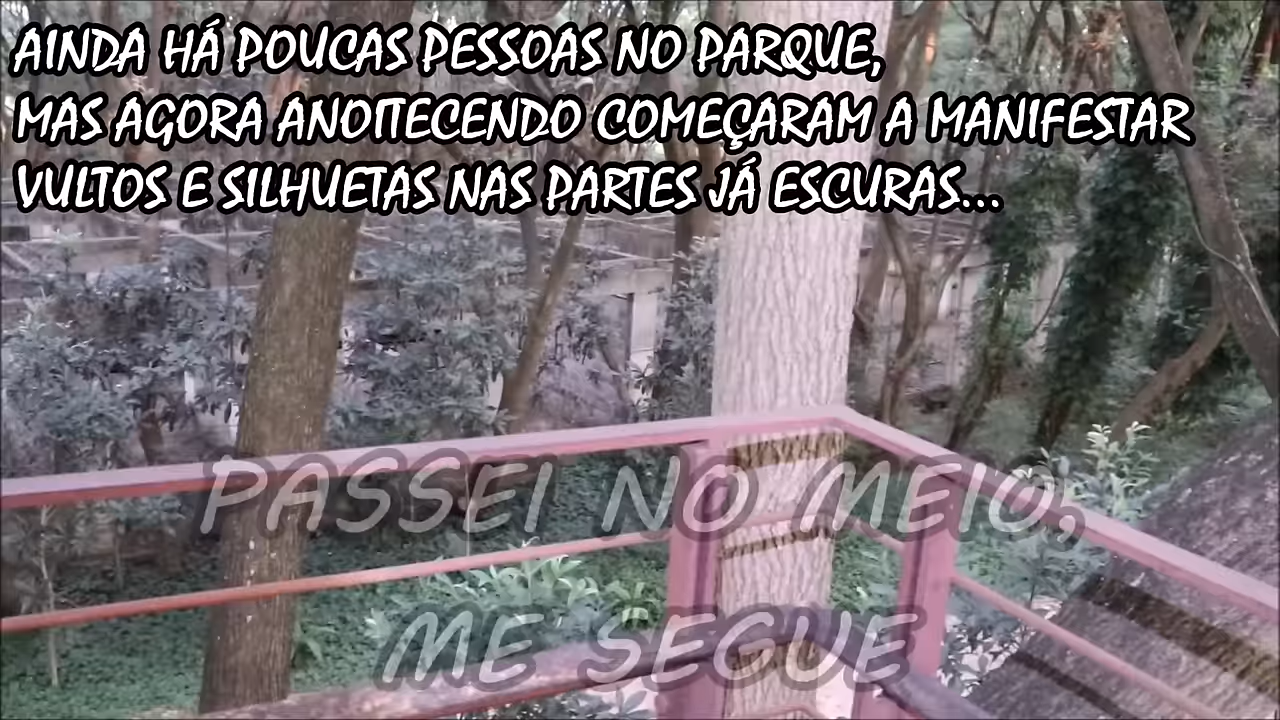 AINDA HÁ POUCAS PESSOAS NO PARQUE,
MAS AGORA ANOITECENDO COMEÇARAM A MANIFESTAR
VULTOS E SILHUETAS NAS PARTES JÁ ESCURAS...
PASSEI NO MEIO,
ME SEGUE